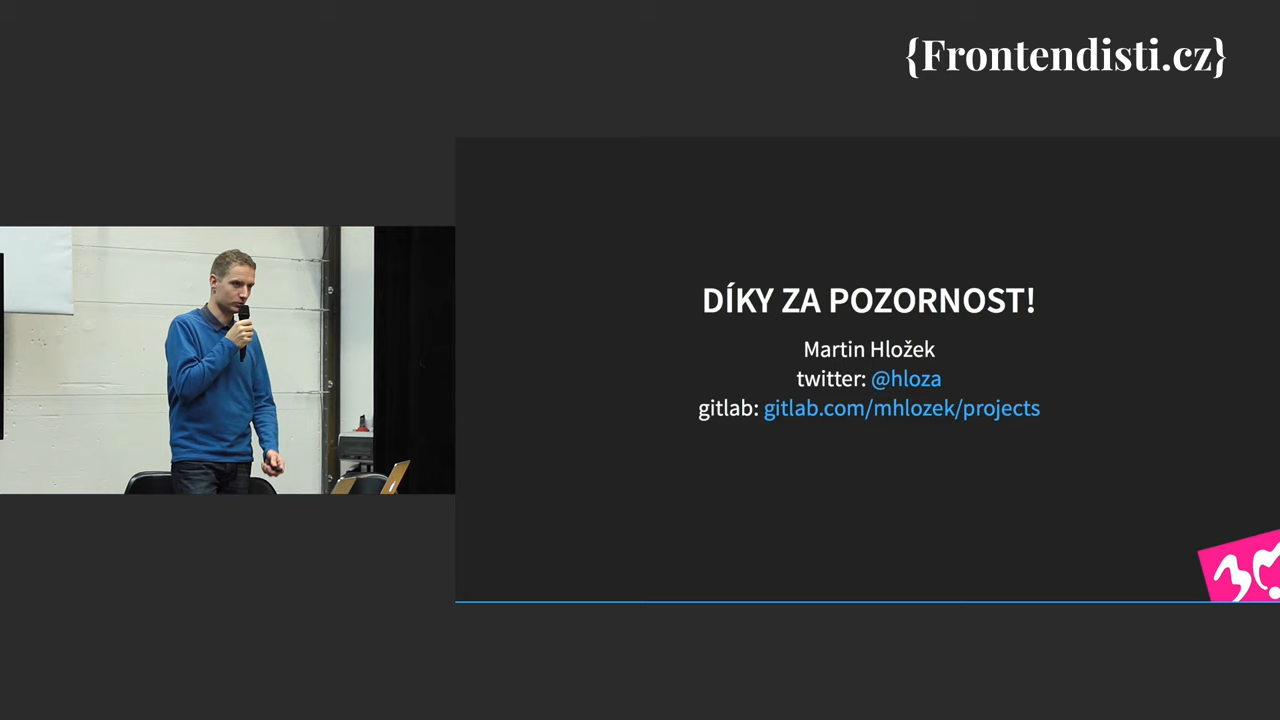 {Frontendisti.cz}
DÍKY ZA POZORNOST!
Martin Hložek
twitter: @hloza
gitlab: gitlab.com/mhlozek/projects